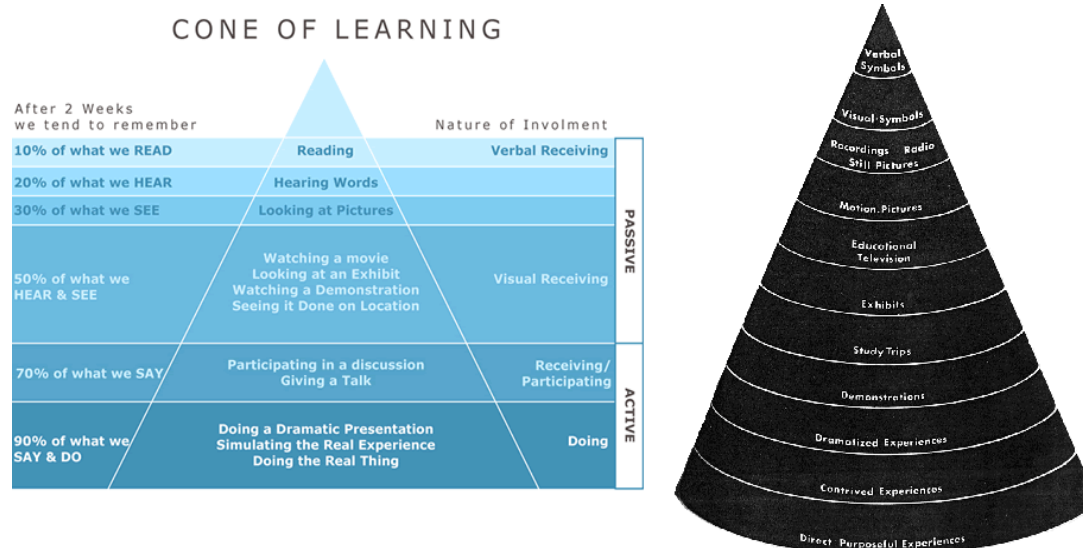 CONE OF LEARNING
After 2 Weeks
we tend to remember
Nature of Involment
10% of what we READ
Reading
Verbal Receiving
20% of what we HEAR
Hearing Words
30% of what we SEE
Looking at Pictures
50% of what we
HEAR & SEE
Watching a movie
Looking at an Exhibit
Watching a Demonstration
Seeing it Done on Location
Visual Receiving
PASSIVE
70% of what we SAY
Participating in a discussion
Giving a Talk
Receiving/
Participating
90% of what we
SAY & DO
Doing a Dramatic Presentation
Simulating the Real Experience
Doing the Real Thing
Doing
ACTIVE
Verbal
Symbols
Visual Symbols
Recordings Radio
Still Pictures
Motion Pictures
Educational
Television
Exhibits
Study Trips
Demonstrations
Dramatized Experiences
Contrived Experiences
Direct Purposeful Experiences